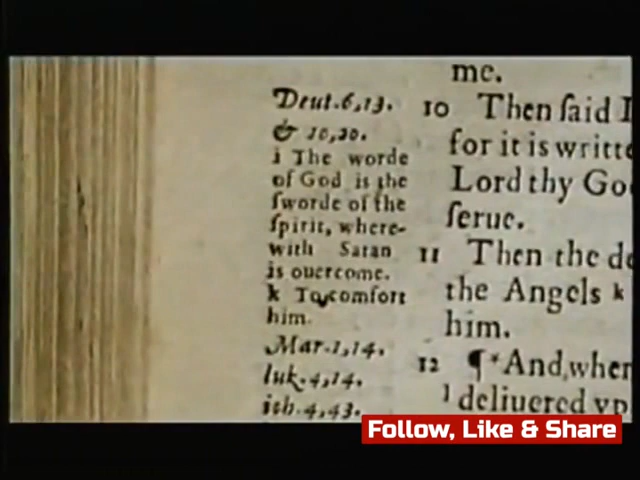 Deut.6,13.
& 10,20.
i The worde
of God is the
ſworde of the
ſpirit, where-
with Satan
is ouercome.
k To comfort
him.
Mar.1,14.
luk.4,14.
ioh.4,43.
me.
10 Then ſaid I
for it is writte
Lord thy Go
ſerue.
11 Then the de
the Angels k
him.
12 ¶ * And, when
l deliuered vp
Follow, Like & Share